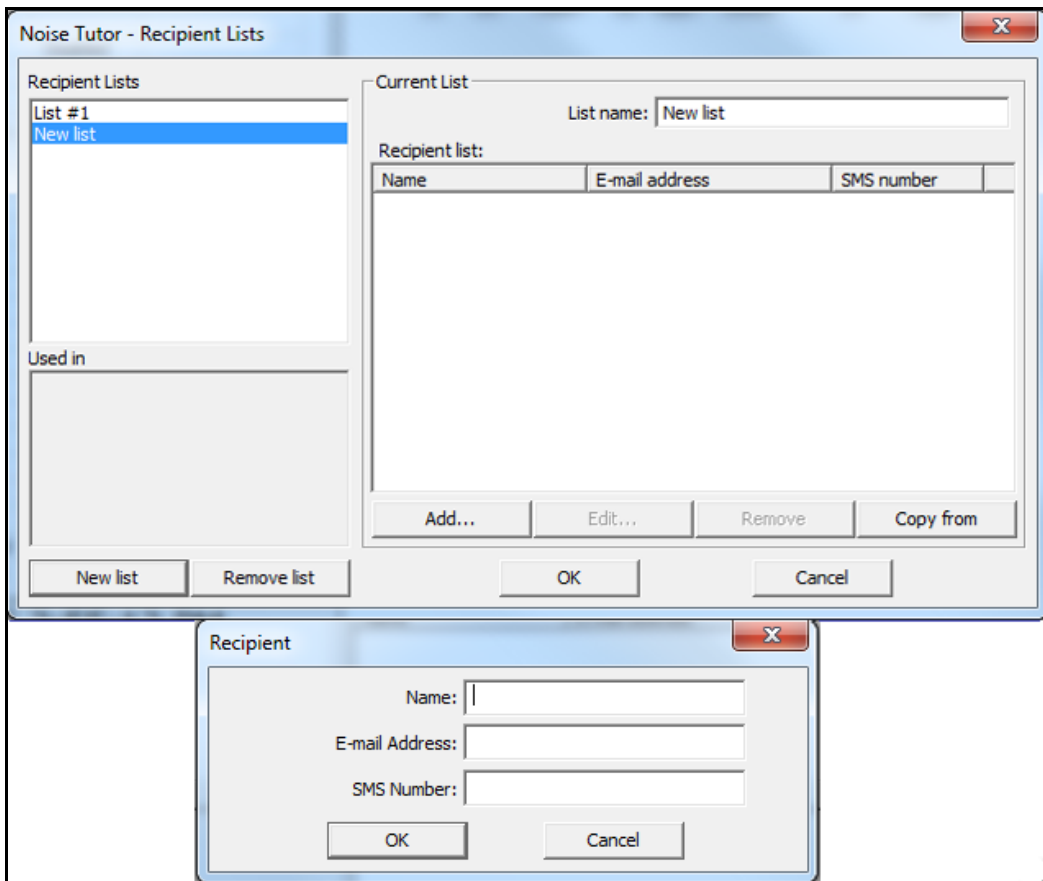 Noise Tutor - Recipient Lists
Recipient Lists
List #1
New list
Used in
New list
Remove list
Current List
List name: New list
Recipient list:
Name E-mail address SMS number
Add... Edit... Remove Copy from
OK Cancel
Recipient
Name:
E-mail Address:
SMS Number:
OK Cancel